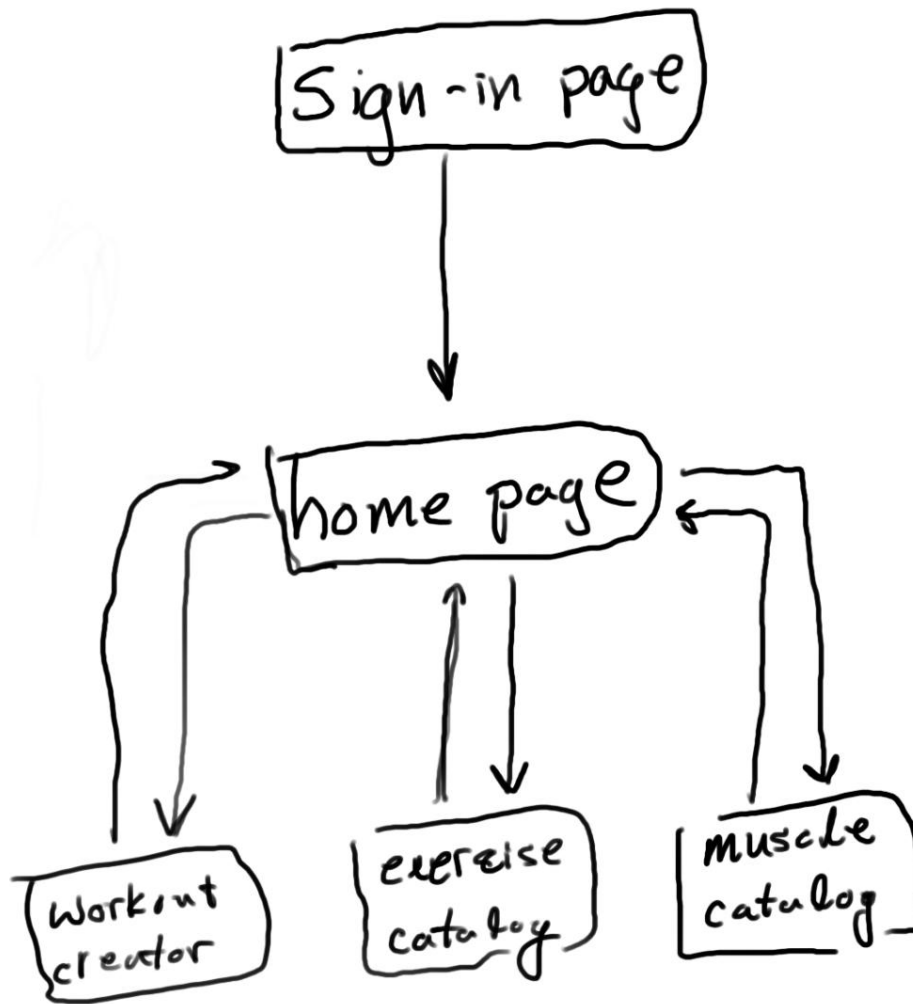 Sign-in page
home page
workout
creator
exercise
catalog
muscle
catalog